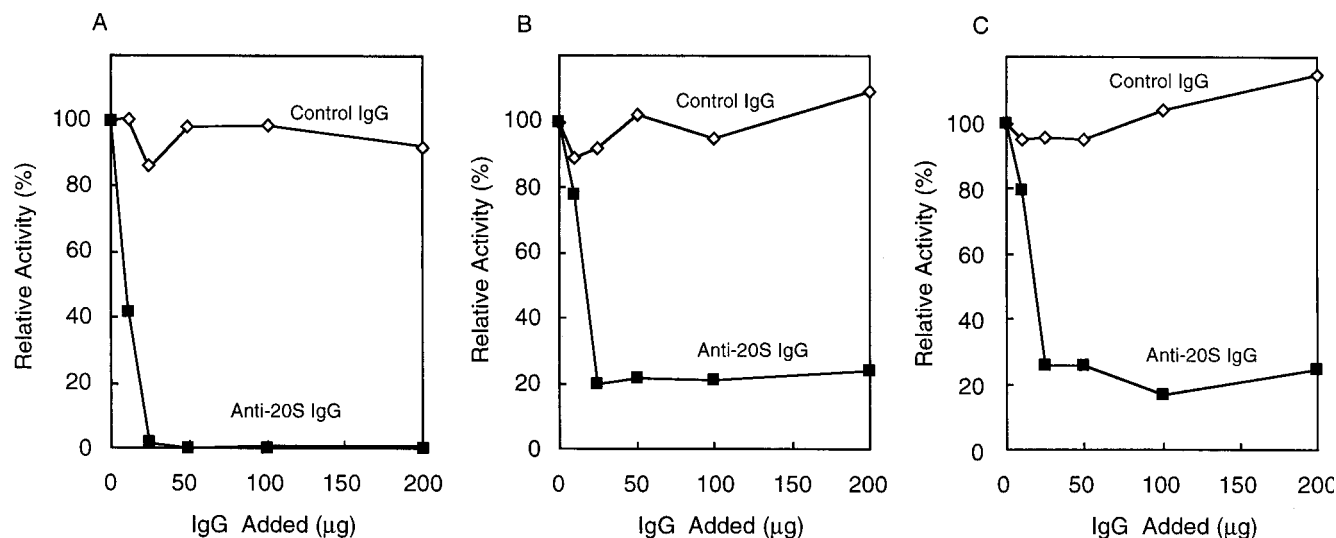 A
Relative Activity (%)
100
80
60
40
20
0
Control IgG
Anti-20S IgG
0 50 100 150 200
IgG Added (μg)
B
Relative Activity (%)
100
80
60
40
20
0
Control IgG
Anti-20S IgG
0 50 100 150 200
IgG Added (μg)
C
Relative Activity (%)
100
80
60
40
20
0
Control IgG
Anti-20S IgG
0 50 100 150 200
IgG Added (μg)